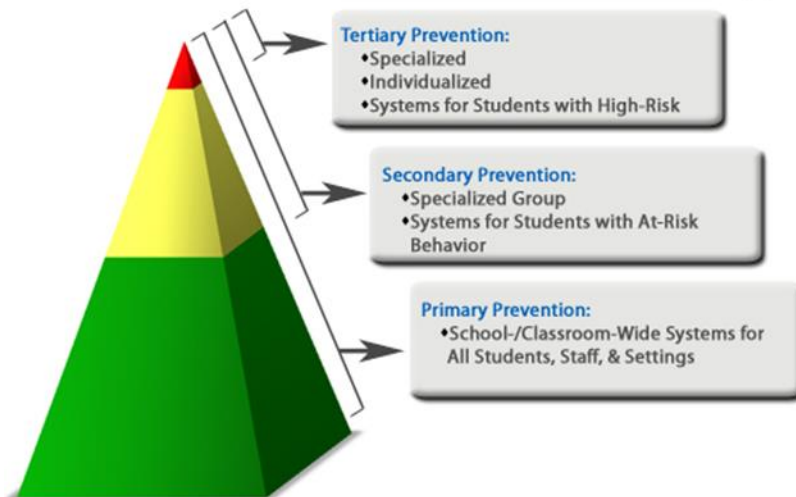 Tertiary Prevention:
♦Specialized
♦Individualized
♦Systems for Students with High-Risk
Secondary Prevention:
♦Specialized Group
♦Systems for Students with At-Risk
Behavior
Primary Prevention:
♦School-/Classroom-Wide Systems for
All Students, Staff, & Settings